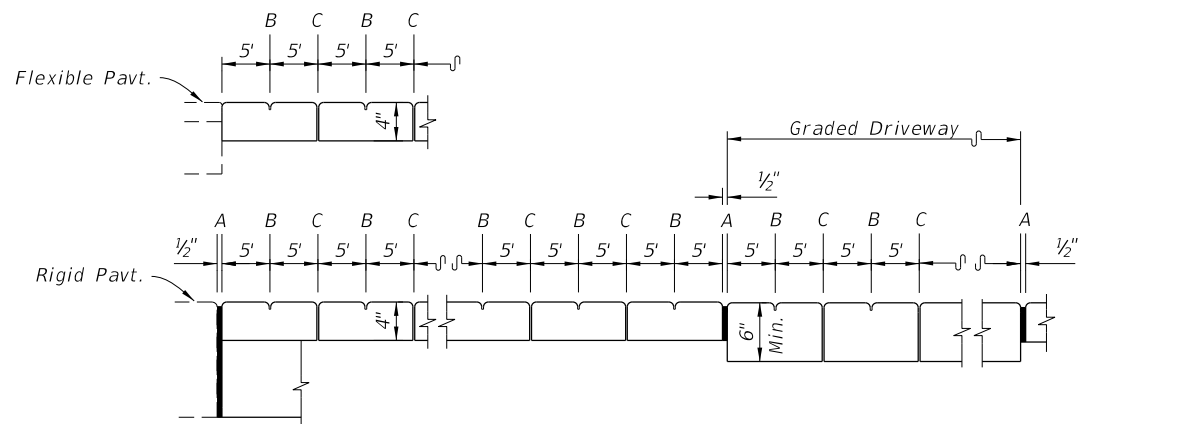 B C B C
5' 5' 5' 5'
Flexible Pavt.
4"
Graded Driveway
½"
A B C B C B C B C B A B C B C A
½" 5' 5' 5' 5' 5' 5' 5' 5' 5' 5' 5' 5' 5' ½"
Rigid Pavt.
4" 6" Min.